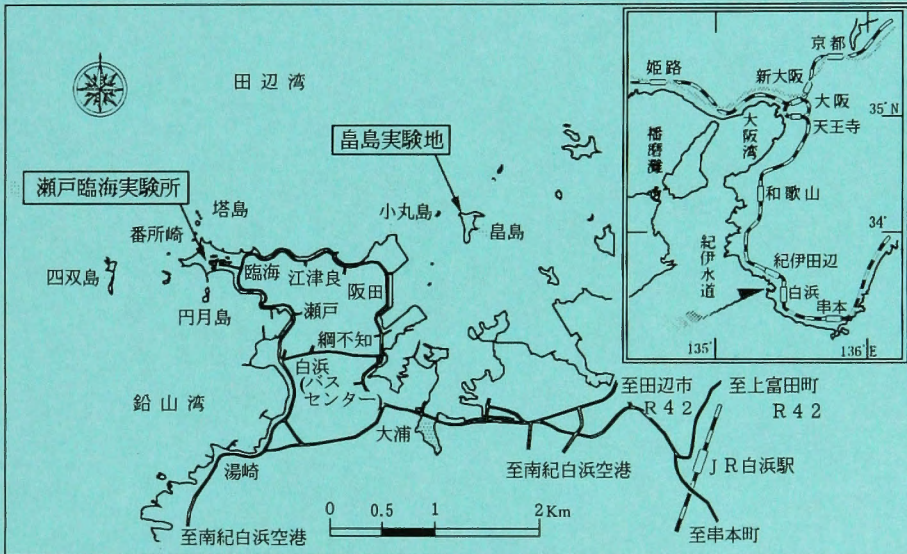 田辺湾
畠島実験地
瀬戸臨海実験所
塔島
番所崎
四双島
円月島
臨海
江津良
瀬戸
小丸島
畠島
阪田
綱不知
白浜
(バス
センター)
鉛山湾
大浦
湯崎
至南紀白浜空港
至南紀白浜空港
至田辺市
R42
至上富田町
R42
JR白浜駅
至串本町
0 0.5 1 2Km
京都
姫路
新大阪
大阪
天王寺
35°N
大阪湾
播磨灘
和歌山
34°
紀伊水道
紀伊田辺
白浜
串本
135°
136°E